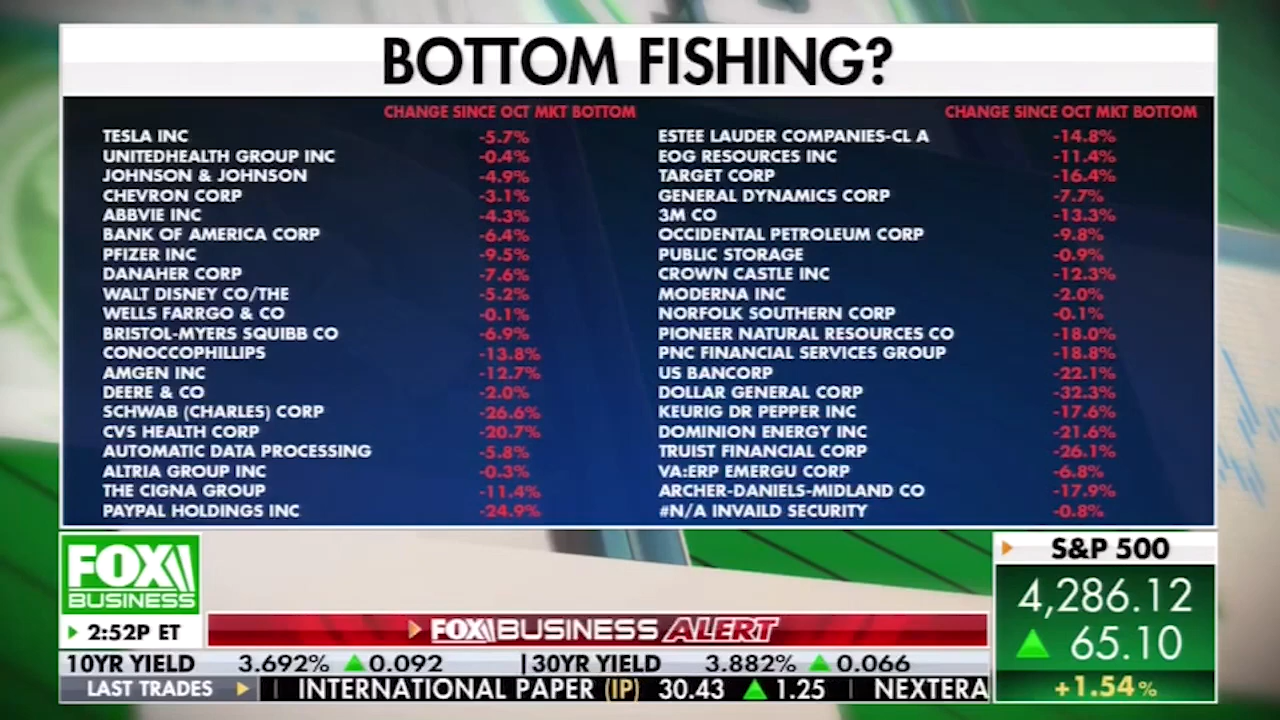 BOTTOM FISHING?
CHANGE SINCE OCT MKT BOTTOM
TESLA INC -5.7%
UNITEDHEALTH GROUP INC -0.4%
JOHNSON & JOHNSON -4.9%
CHEVRON CORP -3.1%
ABBVIE INC -4.3%
BANK OF AMERICA CORP -6.4%
PFIZER INC -9.5%
DANAHER CORP -7.6%
WALT DISNEY CO/THE -5.2%
WELLS FARRGO & CO -0.1%
BRISTOL-MYERS SQUIBB CO -6.9%
CONOCCOPHILLIPS -13.8%
AMGEN INC -12.7%
DEERE & CO -2.0%
SCHWAB (CHARLES) CORP -26.6%
CVS HEALTH CORP -20.7%
AUTOMATIC DATA PROCESSING -5.8%
ALTRIA GROUP INC -0.3%
THE CIGNA GROUP -11.4%
PAYPAL HOLDINGS INC -24.9%
CHANGE SINCE OCT MKT BOTTOM
ESTEE LAUDER COMPANIES-CL A -14.8%
EOG RESOURCES INC -11.4%
TARGET CORP -16.4%
GENERAL DYNAMICS CORP -7.7%
3M CO -13.3%
OCCIDENTAL PETROLEUM CORP -9.8%
PUBLIC STORAGE -0.9%
CROWN CASTLE INC -12.3%
MODERNA INC -2.0%
NORFOLK SOUTHERN CORP -0.1%
PIONEER NATURAL RESOURCES CO -18.0%
PNC FINANCIAL SERVICES GROUP -18.8%
US BANCORP -22.1%
DOLLAR GENERAL CORP -32.3%
KEURIG DR PEPPER INC -17.6%
DOMINION ENERGY INC -21.6%
TRUIST FINANCIAL CORP -26.1%
VA:ERP EMERGU CORP -6.8%
ARCHER-DANIELS-MIDLAND CO -17.9%
#N/A INVAILD SECURITY -0.8%
FOX
BUSINESS
2:52P ET
FOX BUSINESS ALERT
10YR YIELD 3.692% ▲0.092 | 30YR YIELD 3.882% ▲0.066
LAST TRADES INTERNATIONAL PAPER (IP) 30.43 ▲ 1.25 | NEXTERA
S&P 500
4,286.12
▲ 65.10
+1.54%